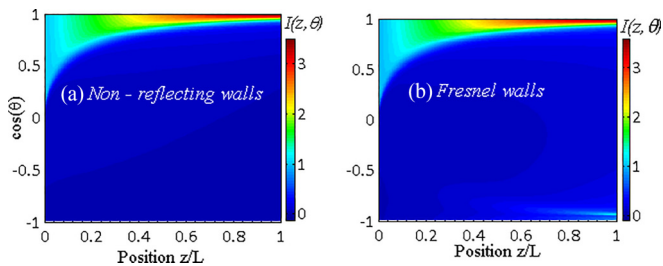 I(z, θ)
1
0.5
0
-0.5
-1
cos(θ)
(a) Non - reflecting walls
0 0.2 0.4 0.6 0.8 1
Position z/L
3
2
1
0
I(z, θ)
1
0.5
0
-0.5
-1
(b) Fresnel walls
0 0.2 0.4 0.6 0.8 1
Position z/L
3
2
1
0